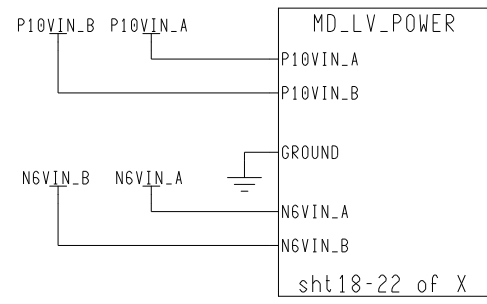 P10VIN_B P10VIN_A
MD_LV_POWER
P10VIN_A
P10VIN_B
GROUND
N6VIN_B N6VIN_A
N6VIN_A
N6VIN_B
sht18-22 of X